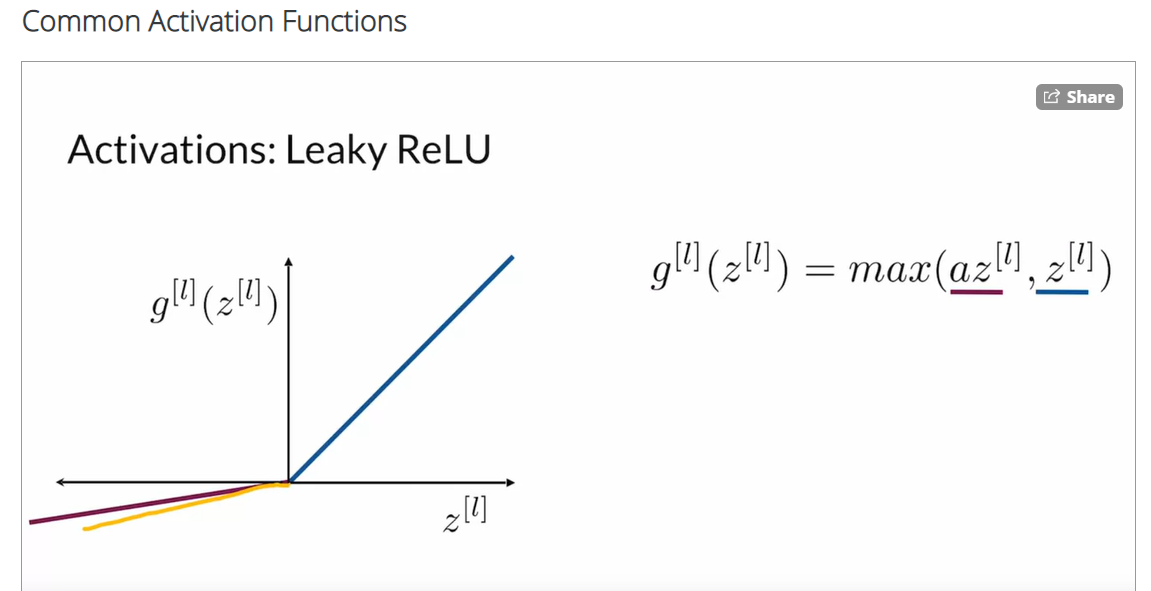 Common Activation Functions
Share
Activations: Leaky ReLU
g^{[l]}(z^{[l]}) = max(az^{[l]}, z^{[l]})
g^{[l]}(z^{[l]})
z^{[l]}